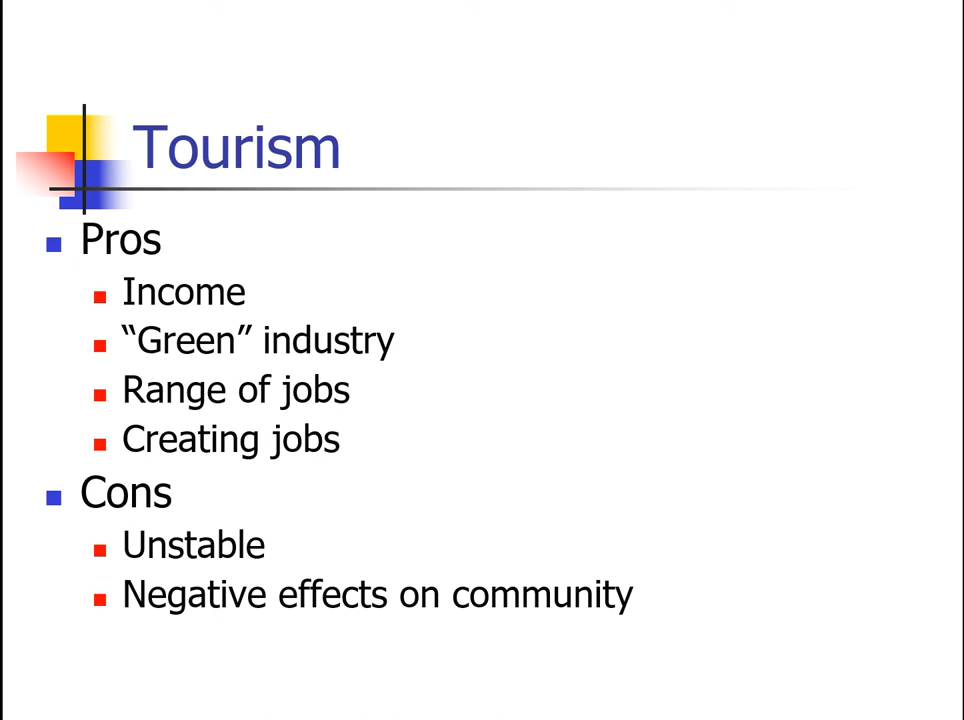 Tourism
Pros
Income
“Green” industry
Range of jobs
Creating jobs
Cons
Unstable
Negative effects on community